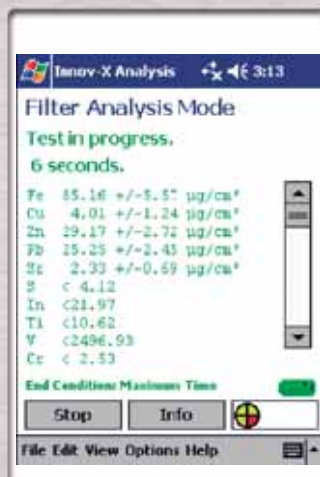 Innov-X Analysis 3:13
Filter Analysis Mode
Test in progress.
6 seconds.
Fe 85.16 +/-5.57 µg/cm²
Cu 4.01 +/-1.24 µg/cm²
Zn 29.17 +/-2.72 µg/cm²
Pb 25.25 +/-2.45 µg/cm²
Sr 2.33 +/-0.69 µg/cm²
< 4.12
In <21.97
Ti <10.62
V <2496.93
Cr < 2.53
End Conditions Maximum Time
Stop Info
File Edit View Options Help